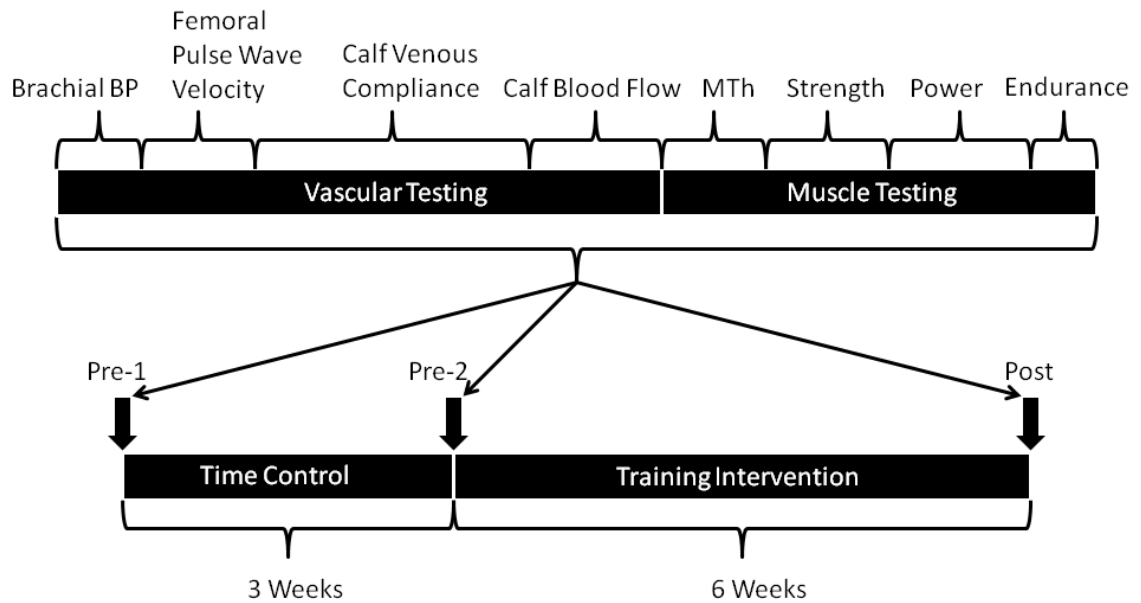 Femoral
Pulse Wave
Velocity
Brachial BP
Calf Venous
Compliance
Calf Blood Flow
MTh
Strength
Power
Endurance
Vascular Testing
Muscle Testing
Pre-1
Pre-2
Post
Time Control
Training Intervention
3 Weeks
6 Weeks